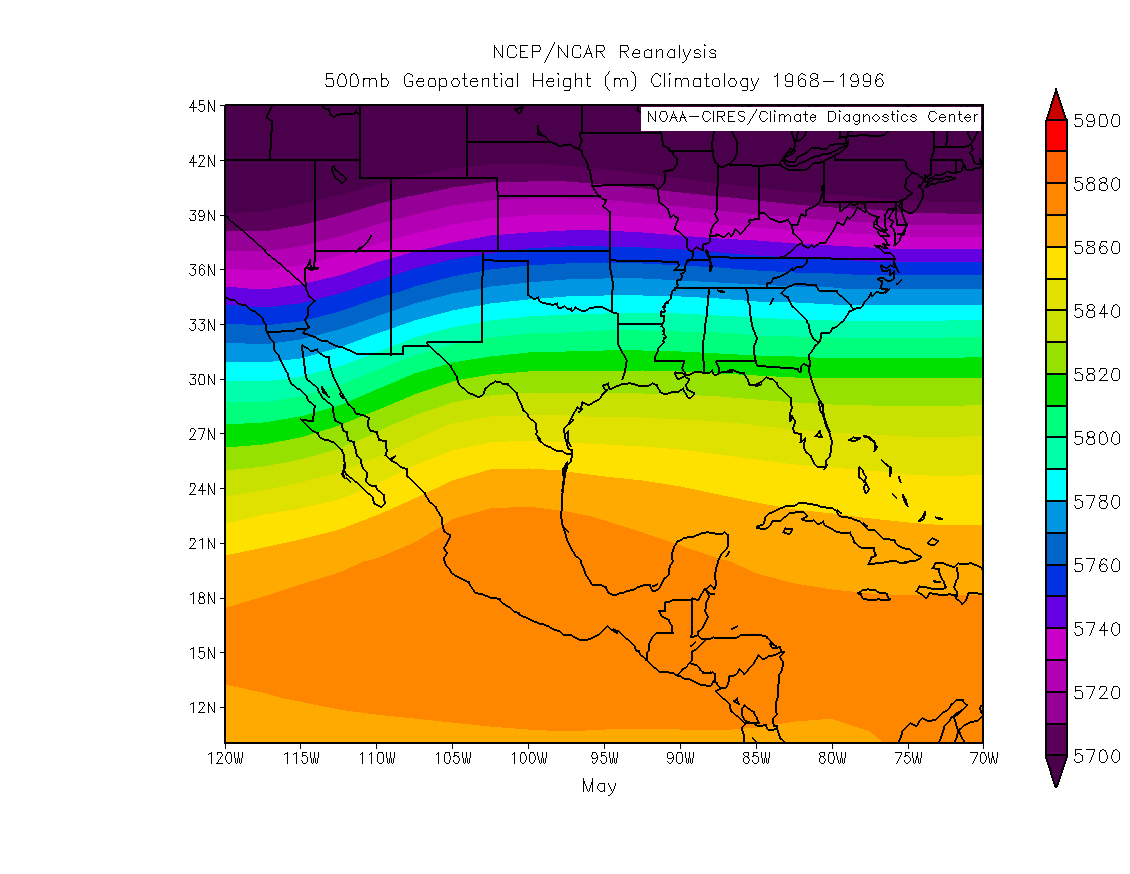 NCEP/NCAR Reanalysis
500mb Geopotential Height (m) Climatology 1968-1996
NOAA-CIRES/Climate Diagnostics Center
45N
42N
39N
36N
33N
30N
27N
24N
21N
18N
15N
12N
120W 115W 110W 105W 100W 95W 90W 85W 80W 75W 70W
May
5900
5880
5860
5840
5820
5800
5780
5760
5740
5720
5700